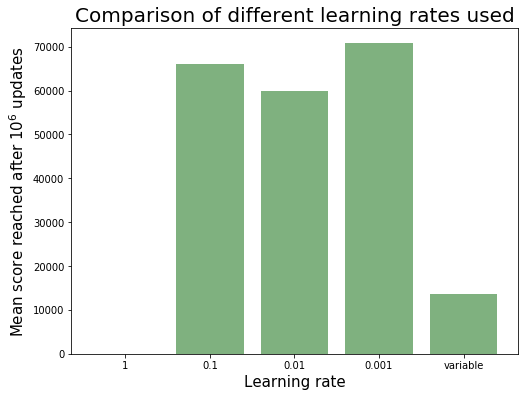 Comparison of different learning rates used
Mean score reached after 10⁶ updates
70000
60000
50000
40000
30000
20000
10000
0
1 0.1 0.01 0.001 variable
Learning rate